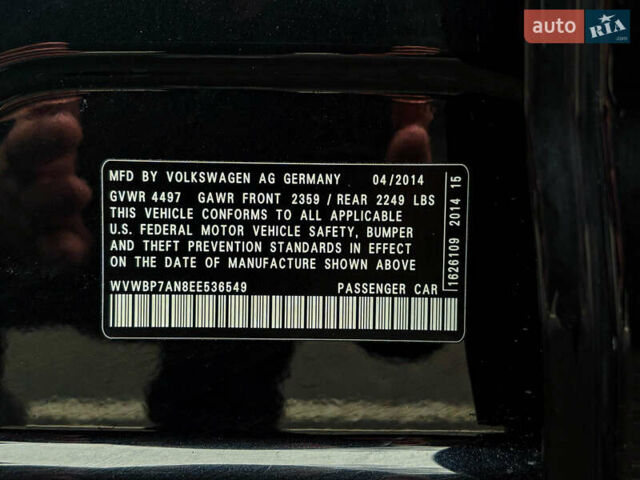 auto RIA .com
MFD BY VOLKSWAGEN AG GERMANY 04/2014
GVWR 4497 GAWR FRONT 2359 / REAR 2249 LBS
THIS VEHICLE CONFORMS TO ALL APPLICABLE
U.S. FEDERAL MOTOR VEHICLE SAFETY, BUMPER
AND THEFT PREVENTION STANDARDS IN EFFECT
ON THE DATE OF MANUFACTURE SHOWN ABOVE
WVWBP7AN8EE536549 PASSENGER CAR
1626109 2014 15